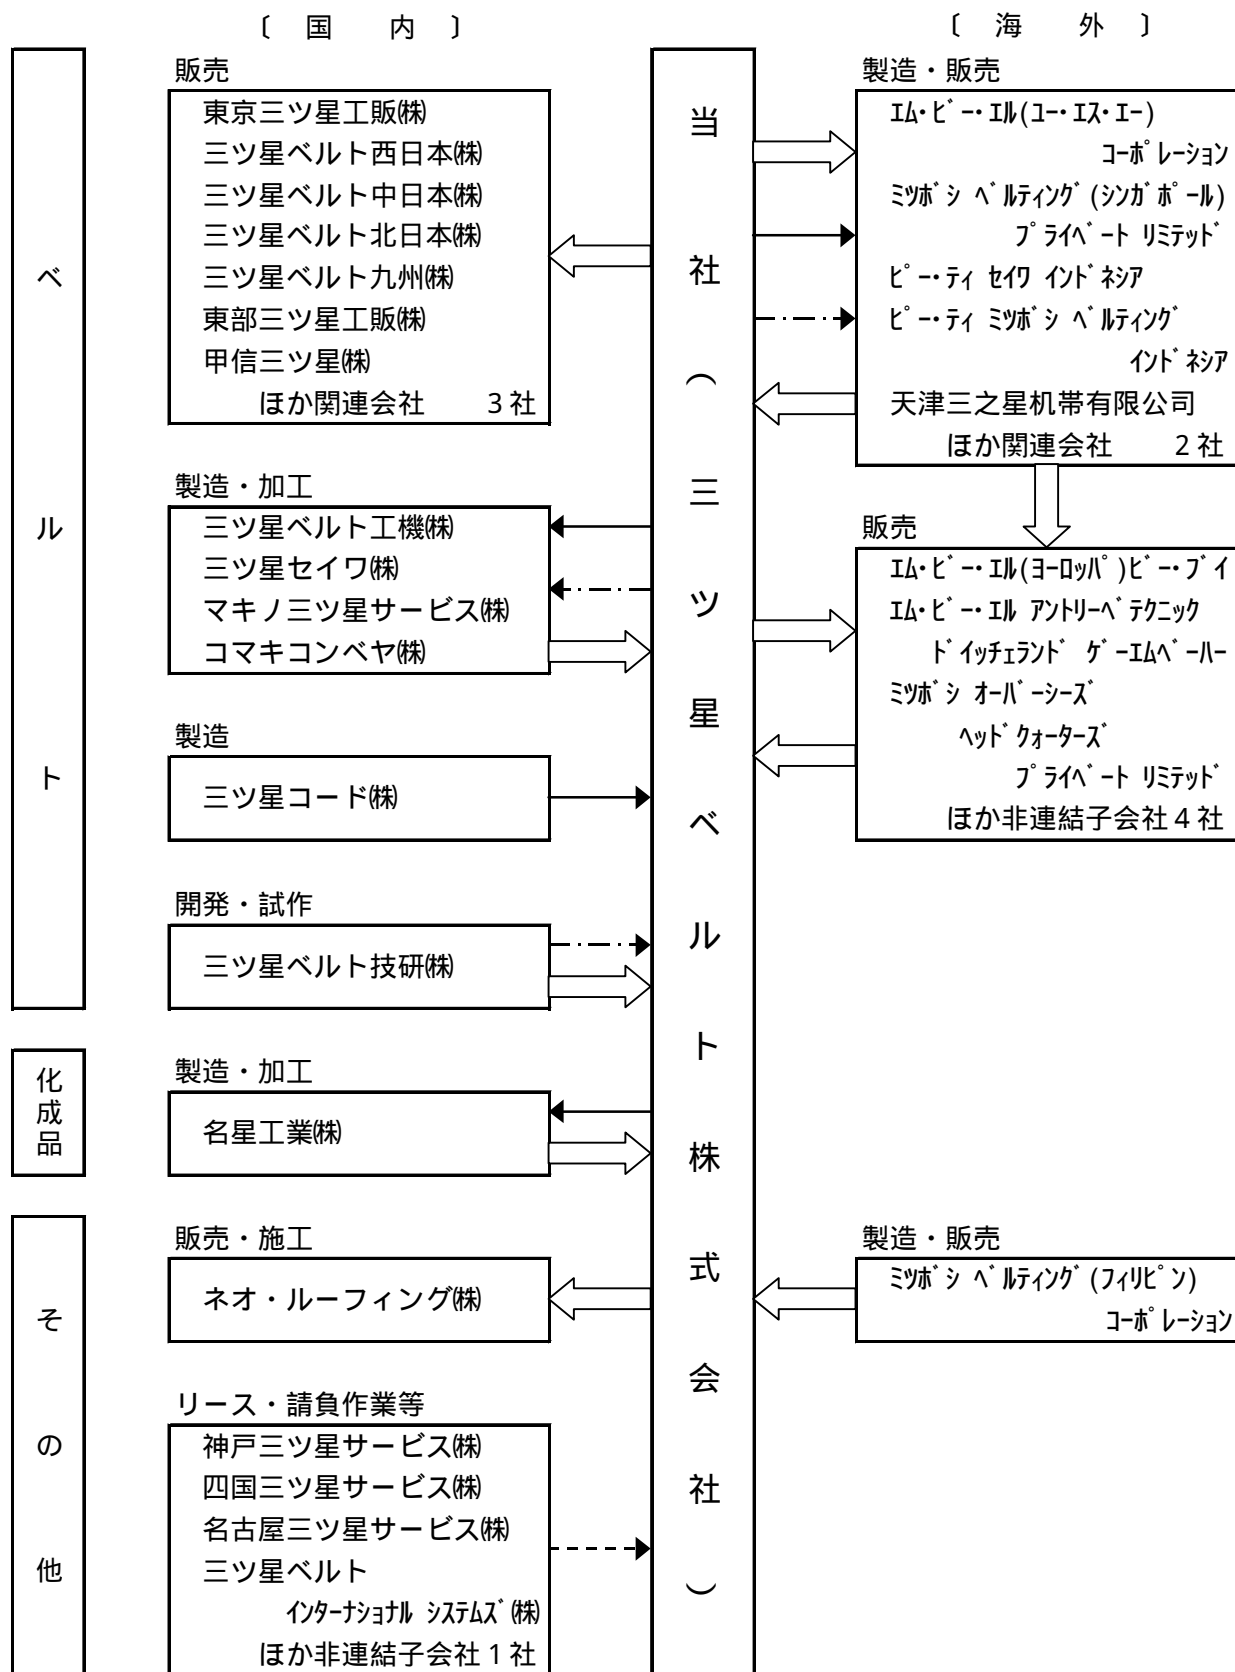 〔 国 内 〕
〔 海 外 〕
ベルト
販売
東京三ツ星工販㈱
三ツ星ベルト西日本㈱
三ツ星ベルト中日本㈱
三ツ星ベルト北日本㈱
三ツ星ベルト九州㈱
東部三ツ星工販㈱
甲信三ツ星㈱
ほか関連会社 3社
製造・加工
三ツ星ベルト工機㈱
三ツ星セイワ㈱
マキノ三ツ星サービス㈱
コマキコンベヤ㈱
製造
三ツ星コード㈱
開発・試作
三ツ星ベルト技研㈱
化成品
製造・加工
名星工業㈱
その他
販売・施工
ネオ・ルーフィング㈱
リース・請負作業等
神戸三ツ星サービス㈱
四国三ツ星サービス㈱
名古屋三ツ星サービス㈱
三ツ星ベルト
ｲﾝﾀｰﾅｼｮﾅﾙ ｼｽﾃﾑｽﾞ㈱
ほか非連結子会社1社
当社（三ツ星ベルト株式会社）
製造・販売
ｴﾑ･ﾋﾞｰ･ｴﾙ(ﾕｰ･ｴｽ･ｴｰ)
ｺｰﾎﾟﾚｰｼｮﾝ
ﾐﾂﾎﾞｼ ﾍﾞﾙﾃｨﾝｸﾞ(ｼﾝｶﾞﾎﾟｰﾙ)
ﾌﾟﾗｲﾍﾞｰﾄ ﾘﾐﾃｯﾄﾞ
ﾋﾟｰ･ﾃｨ ｾｲﾜ ｲﾝﾄﾞﾈｼｱ
ﾋﾟｰ･ﾃｨ ﾐﾂﾎﾞｼ ﾍﾞﾙﾃｨﾝｸﾞ
ｲﾝﾄﾞﾈｼｱ
天津三之星机帯有限公司
ほか関連会社 2社
販売
ｴﾑ･ﾋﾞｰ･ｴﾙ(ﾖｰﾛｯﾊﾟ)ﾋﾞｰ･ﾌﾞｲ
ｴﾑ･ﾋﾞｰ･ｴﾙ ｱﾝﾄﾘｰﾍﾞﾃｸﾆｯｸ
ﾄﾞｲｯﾁｪﾗﾝﾄﾞ ｹﾞｰｴﾑﾍﾞｰﾊｰ
ﾐﾂﾎﾞｼ ｵｰﾊﾞｰｼｰｽﾞ
ﾍｯﾄﾞｸｫｰﾀｰｽﾞ
ﾌﾟﾗｲﾍﾞｰﾄ ﾘﾐﾃｯﾄﾞ
ほか非連結子会社4社
製造・販売
ﾐﾂﾎﾞｼ ﾍﾞﾙﾃｨﾝｸﾞ(ﾌｨﾘﾋﾟﾝ)
ｺｰﾎﾟﾚｰｼｮﾝ